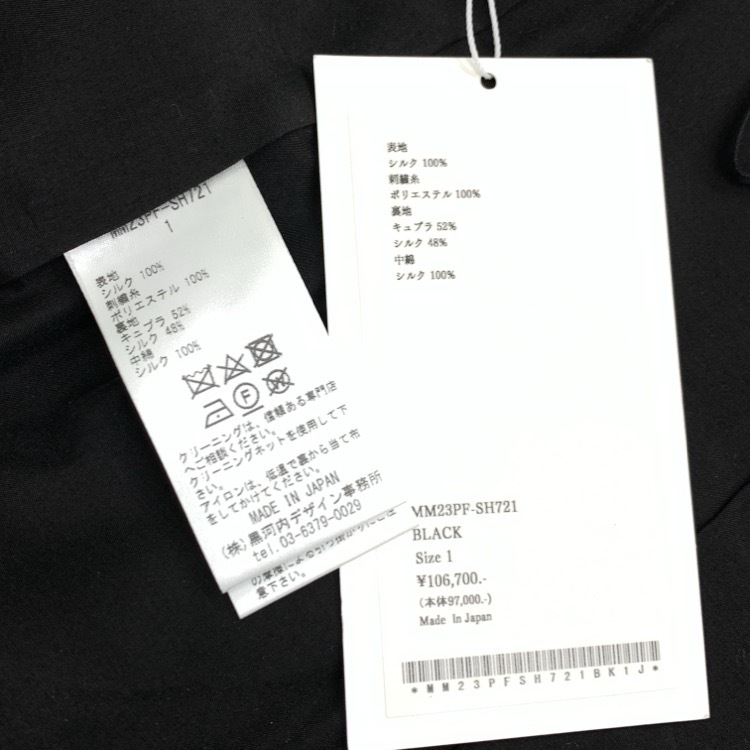 MM23PF-SH721
1
表地
シルク 100%
刺繍糸
ポリエステル 100%
裏地
キュプラ 52%
シルク 48%
中綿
シルク 100%
F
W
クリーニングは、信頼ある専門店
へご相談ください。
クリーニングネットを使用して下
さい。
アイロンは、低温で裏から当て布
をしてかけてください。
MADE IN JAPAN
(株)黒河内デザイン事務所
tel.03-6379-0029
意下さい。
表地
シルク 100%
刺繍糸
ポリエステル 100%
裏地
キュプラ 52%
シルク 48%
中綿
シルク 100%
MM23PF-SH721
BLACK
Size 1
¥106,700.-
(本体97,000.-)
Made In Japan
*MM23PFSH721BK1J*